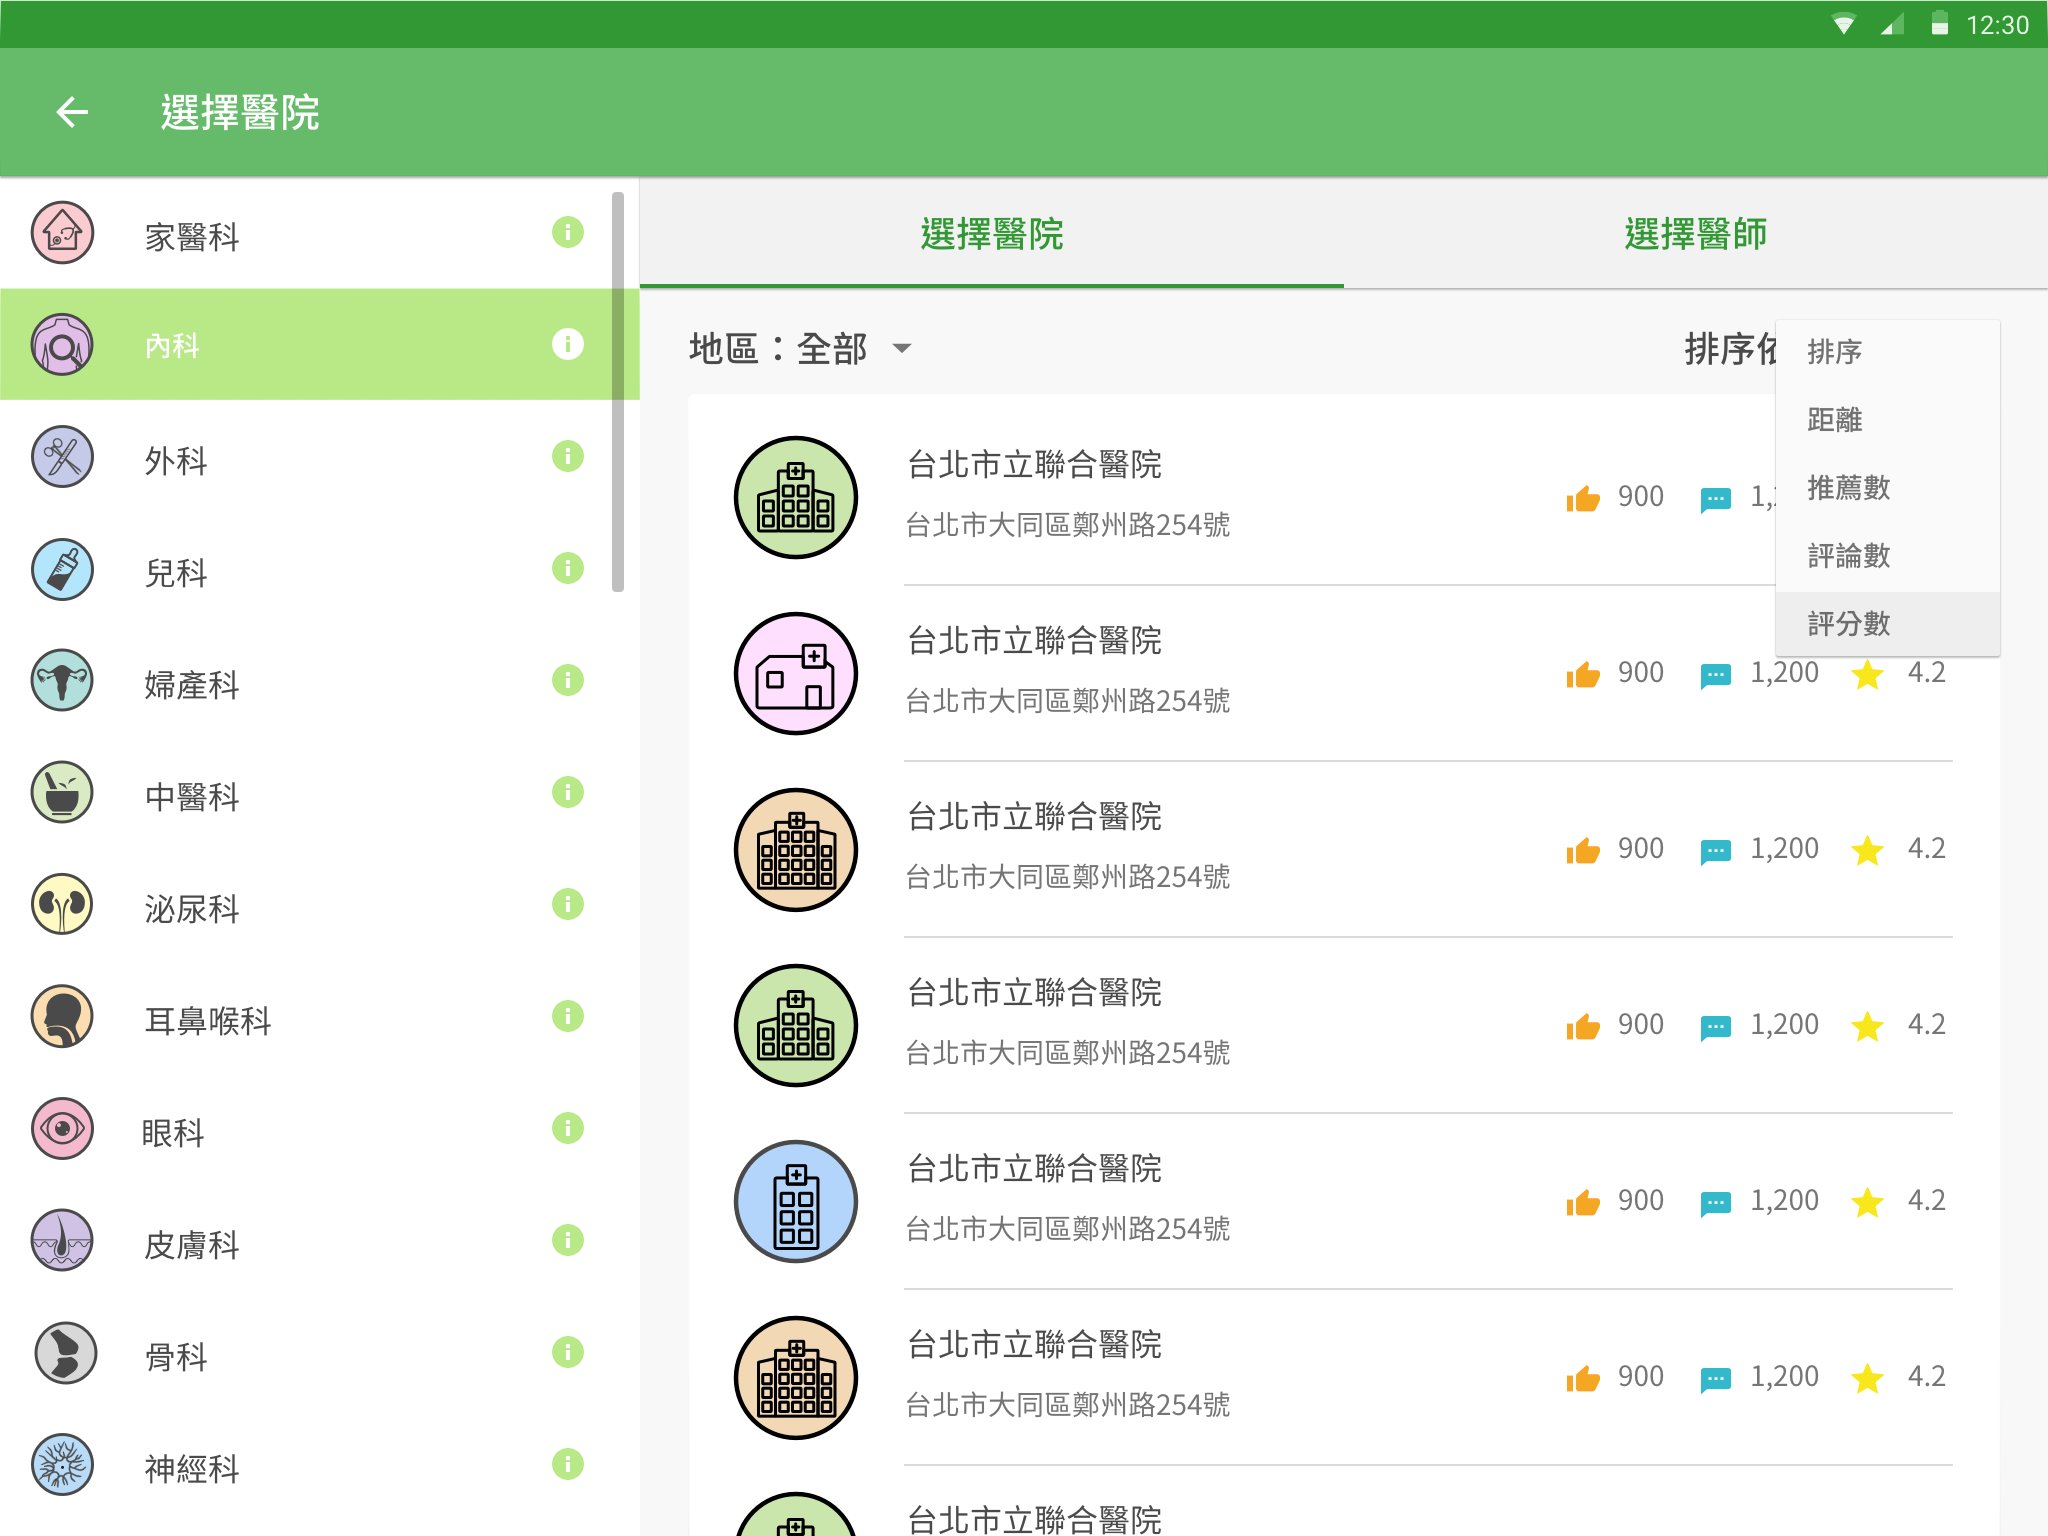 12:30
選擇醫院
家醫科
內科
外科
兒科
婦產科
中醫科
泌尿科
耳鼻喉科
眼科
皮膚科
骨科
神經科
選擇醫院
選擇醫師
地區：全部
排序依
排序
距離
推薦數
評論數
評分數
台北市立聯合醫院
台北市大同區鄭州路254號
900
台北市立聯合醫院
台北市大同區鄭州路254號
900 1,200 4.2
台北市立聯合醫院
台北市大同區鄭州路254號
900 1,200 4.2
台北市立聯合醫院
台北市大同區鄭州路254號
900 1,200 4.2
台北市立聯合醫院
台北市大同區鄭州路254號
900 1,200 4.2
台北市立聯合醫院
台北市大同區鄭州路254號
900 1,200 4.2
台北市立聯合醫院